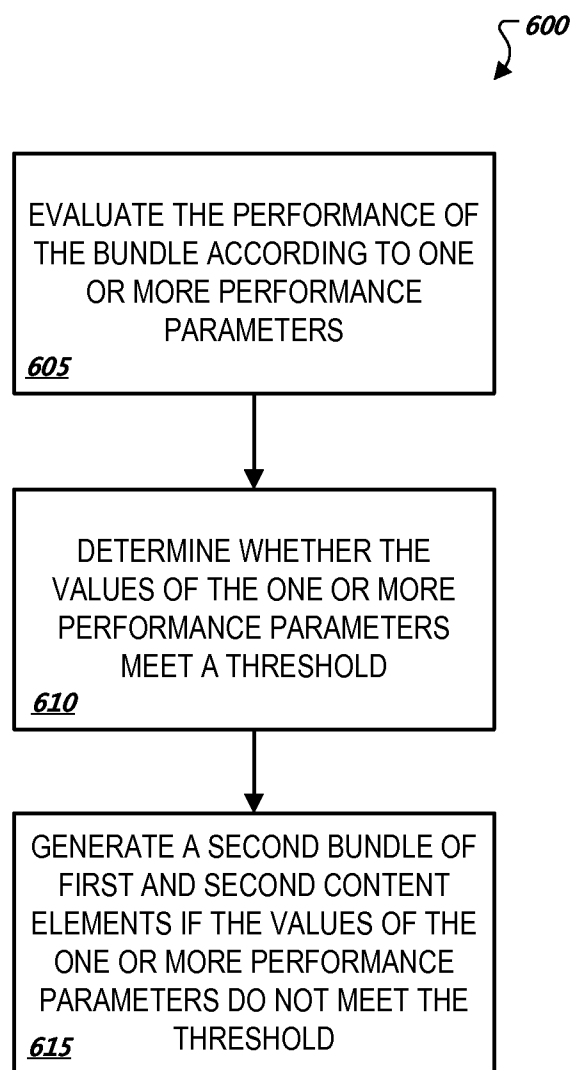 600
EVALUATE THE PERFORMANCE OF
THE BUNDLE ACCORDING TO ONE
OR MORE PERFORMANCE
PARAMETERS
605
DETERMINE WHETHER THE
VALUES OF THE ONE OR MORE
PERFORMANCE PARAMETERS
MEET A THRESHOLD
610
GENERATE A SECOND BUNDLE OF
FIRST AND SECOND CONTENT
ELEMENTS IF THE VALUES OF THE
ONE OR MORE PERFORMANCE
PARAMETERS DO NOT MEET THE
THRESHOLD
615